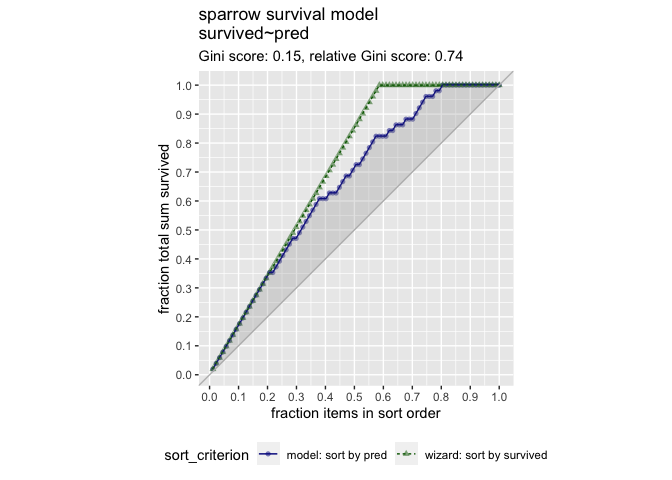 sparrow survival model
survived~pred
Gini score: 0.15, relative Gini score: 0.74
fraction total sum survived
1.0
0.9
0.8
0.7
0.6
0.5
0.4
0.3
0.2
0.1
0.0
0.0 0.1 0.2 0.3 0.4 0.5 0.6 0.7 0.8 0.9 1.0
fraction items in sort order
sort_criterion model: sort by pred wizard: sort by survived